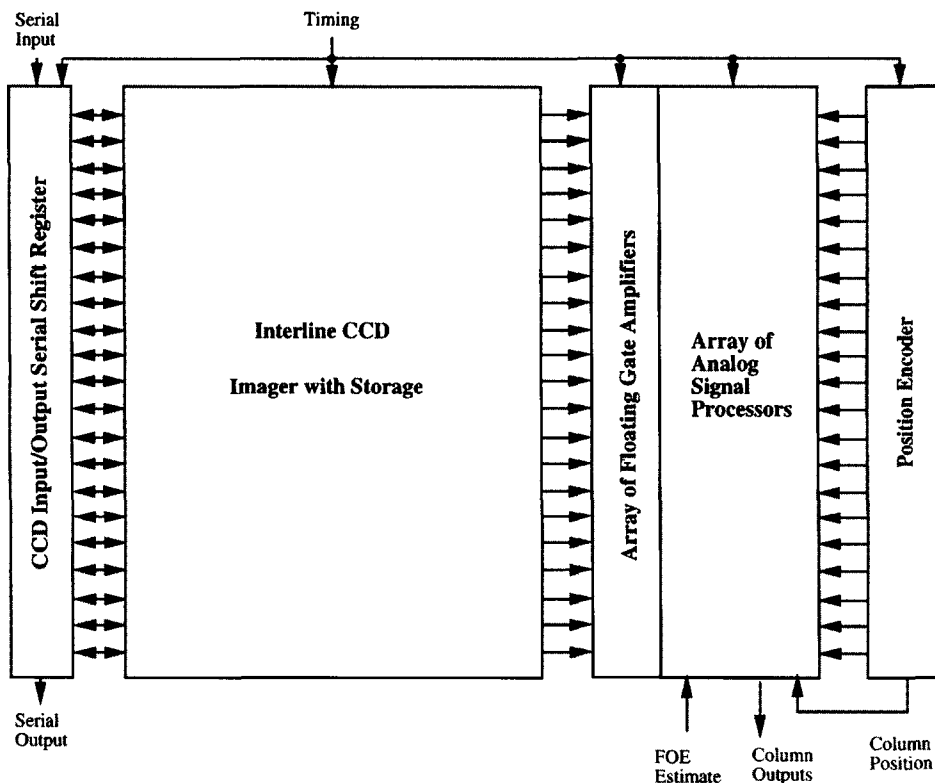 Serial
Input
Timing
CCD Input/Output Serial Shift Register
Interline CCD
Imager with Storage
Array of Floating Gate Amplifiers
Array of
Analog
Signal
Processors
Position Encoder
Serial
Output
FOE
Estimate
Column
Outputs
Column
Position